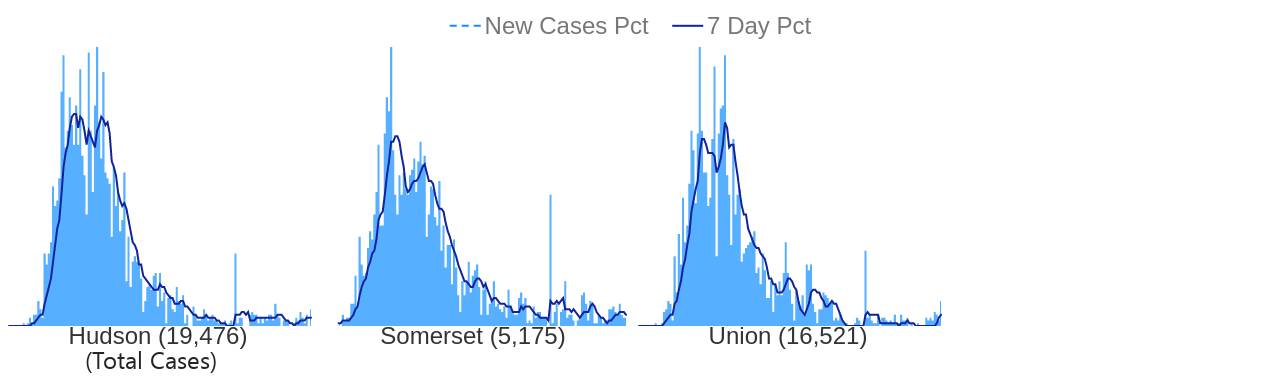 New Cases Pct 7 Day Pct
Hudson (19,476) Somerset (5,175) Union (16,521)
(Total Cases)